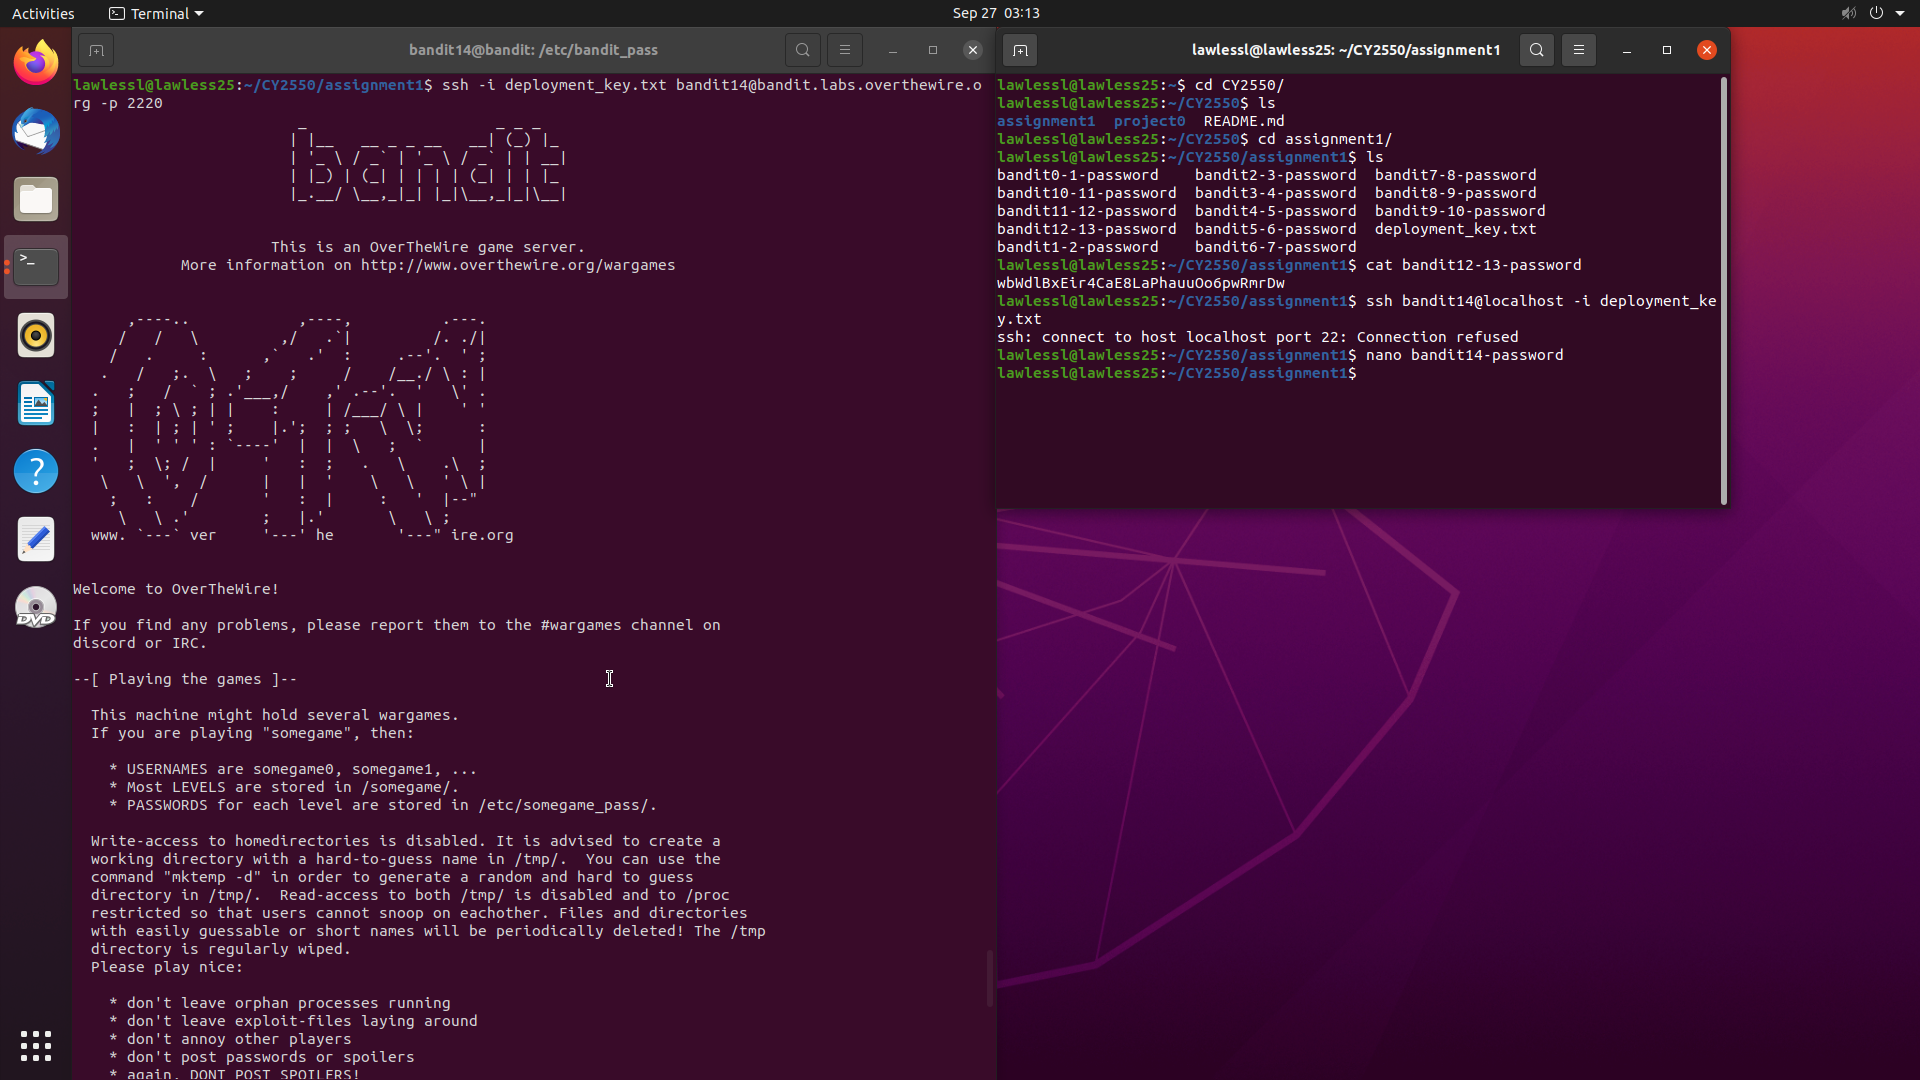 Activities
Terminal
Sep 27 03:13
bandit14@bandit: /etc/bandit_pass
lawlessl@lawless25:~/CY2550/assignment1$ ssh -i deployment_key.txt bandit14@bandit.labs.overthewire.o
rg -p 2220
This is an OverTheWire game server.
More information on http://www.overthewire.org/wargames
www. ver he ire.org
Welcome to OverTheWire!
If you find any problems, please report them to the #wargames channel on
discord or IRC.
--[ Playing the games ]--
This machine might hold several wargames.
If you are playing "somegame", then:
* USERNAMES are somegame0, somegame1, ...
* Most LEVELS are stored in /somegame/.
* PASSWORDS for each level are stored in /etc/somegame_pass/.
Write-access to homedirectories is disabled. It is advised to create a
working directory with a hard-to-guess name in /tmp/.  You can use the
command "mktemp -d" in order to generate a random and hard to guess
directory in /tmp/.  Read-access to both /tmp/ is disabled and to /proc
restricted so that users cannot snoop on eachother. Files and directories
with easily guessable or short names will be periodically deleted! The /tmp
directory is regularly wiped.
Please play nice:
* don't leave orphan processes running
* don't leave exploit-files laying around
* don't annoy other players
* don't post passwords or spoilers
* again, DONT POST SPOILERS!
lawlessl@lawless25: ~/CY2550/assignment1
lawlessl@lawless25:~$ cd CY2550/
lawlessl@lawless25:~/CY2550$ ls
assignment1  project0  README.md
lawlessl@lawless25:~/CY2550$ cd assignment1/
lawlessl@lawless25:~/CY2550/assignment1$ ls
bandit0-1-password    bandit2-3-password  bandit7-8-password
bandit10-11-password  bandit3-4-password  bandit8-9-password
bandit11-12-password  bandit4-5-password  bandit9-10-password
bandit12-13-password  bandit5-6-password  deployment_key.txt
bandit1-2-password    bandit6-7-password
lawlessl@lawless25:~/CY2550/assignment1$ cat bandit12-13-password
wbWdlBxEir4CaE8LaPhauuOo6pwRmrDw
lawlessl@lawless25:~/CY2550/assignment1$ ssh bandit14@localhost -i deployment_ke
y.txt
ssh: connect to host localhost port 22: Connection refused
lawlessl@lawless25:~/CY2550/assignment1$ nano bandit14-password
lawlessl@lawless25:~/CY2550/assignment1$
DVD